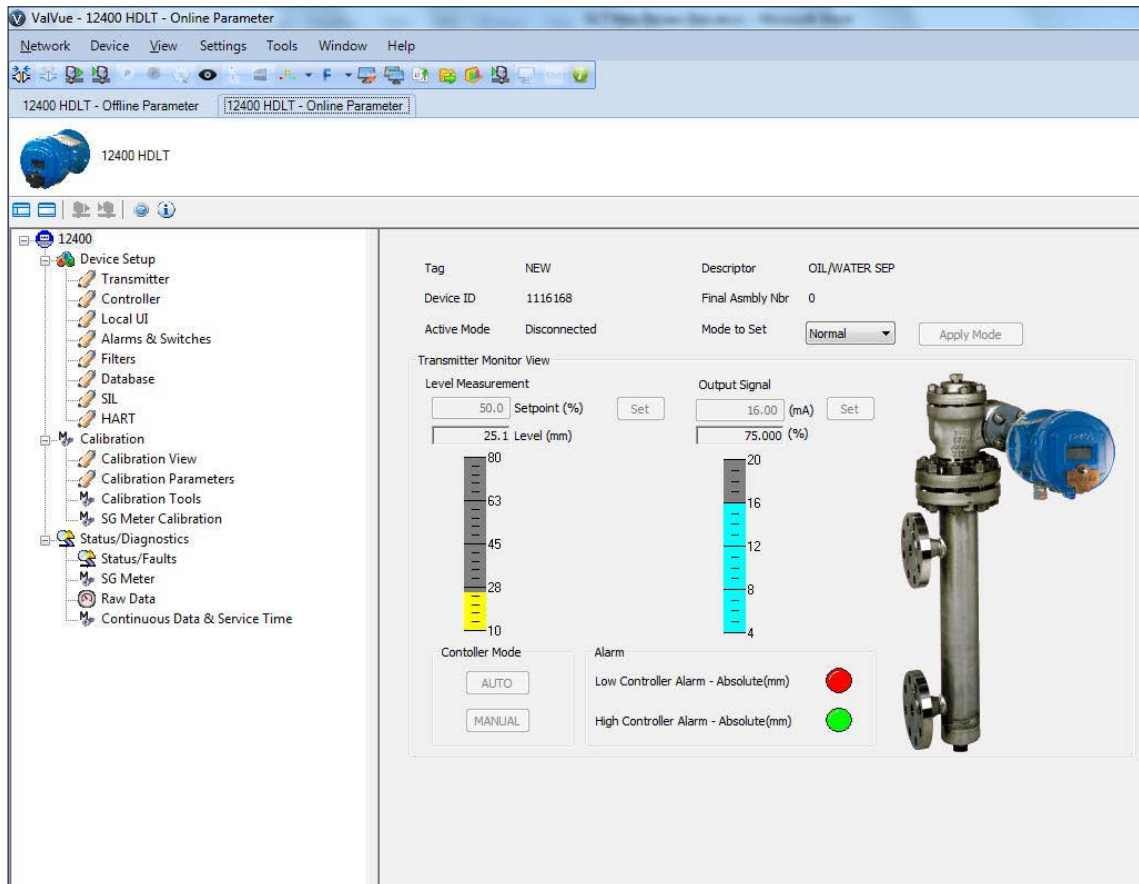 ValVue - 12400 HDLT - Online Parameter
Network Device View Settings Tools Window Help
12400 HDLT - Offline Parameter 12400 HDLT - Online Parameter
12400 HDLT
12400
Device Setup
Transmitter
Controller
Local UI
Alarms & Switches
Filters
Database
SIL
HART
Calibration
Calibration View
Calibration Parameters
Calibration Tools
SG Meter Calibration
Status/Diagnostics
Status/Faults
SG Meter
Raw Data
Continuous Data & Service Time
Tag NEW Descriptor OIL/WATER SEP
Device ID 1116168 Final Asmbly Nbr 0
Active Mode Disconnected Mode to Set Normal Apply Mode
Transmitter Monitor View
Level Measurement Output Signal
50.0 Setpoint (%) Set 16.00 (mA) Set
25.1 Level (mm) 75.000 (%)
80 20
63 16
45 12
28 8
10 4
Contoller Mode Alarm
AUTO Low Controller Alarm - Absolute(mm)
MANUAL High Controller Alarm - Absolute(mm)